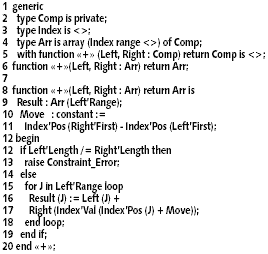 1 generic
2 type Comp is private;
3 type Index is <>;
4 type Arr is array (Index range <>) of Comp;
5 with function «+» (Left, Right : Comp) return Comp is <>;
6 function «+»(Left, Right : Arr) return Arr;
7
8 function «+»(Left, Right : Arr) return Arr is
9 Result : Arr (Left'Range);
10 Move : constant :=
11 Index'Pos (Right'First) - Index'Pos (Left'First);
12 begin
12 if Left'Length /= Right'Length then
13 raise Constraint_Error;
14 else
15 for J in Left'Range loop
16 Result (J) := Left (J) +
17 Right (Index'Val (Index'Pos (J) + Move));
18 end loop;
19 end if;
20 end «+»;